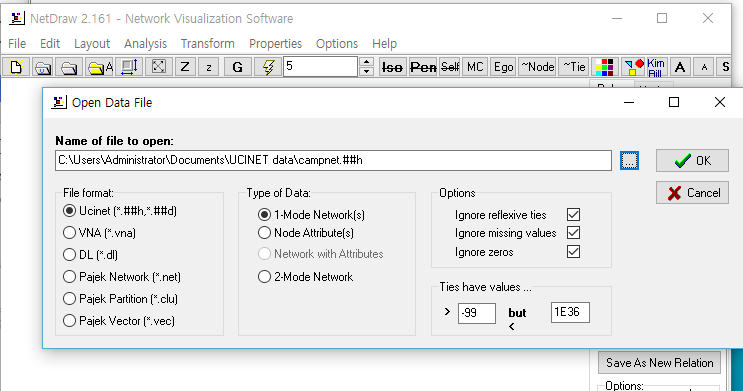 NetDraw 2.161 - Network Visualization Software
File Edit Layout Analysis Transform Properties Options Help
A Z z G 5 Iso Pen Self MC Ego ~Node ~Tie Kim Bill A A S
Open Data File
Name of file to open:
C:\Users\Administrator\Documents\UCINET data\campnet.##h
...
OK
Cancel
File format:
Ucinet (*.##h,*.##d)
VNA (*.vna)
DL (*.dl)
Pajek Network (*.net)
Pajek Partition (*.clu)
Pajek Vector (*.vec)
Type of Data:
1-Mode Network(s)
Node Attribute(s)
Network with Attributes
2-Mode Network
Options
Ignore reflexive ties
Ignore missing values
Ignore zeros
Ties have values ...
> -99 but < 1E36
Save As New Relation
Options: